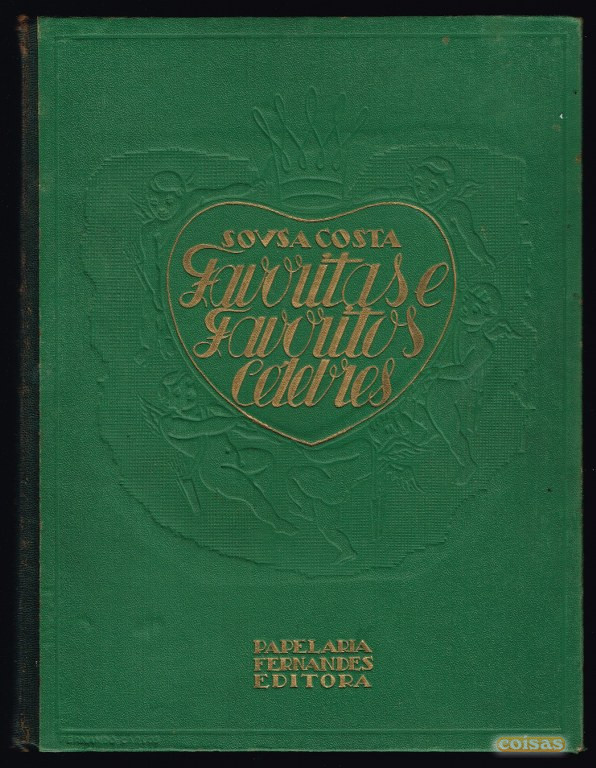 SOVSA COSTA
Favoritas e
Favoritos
Celebres
PAPELARIA
FERNANDES
EDITORA
coisas